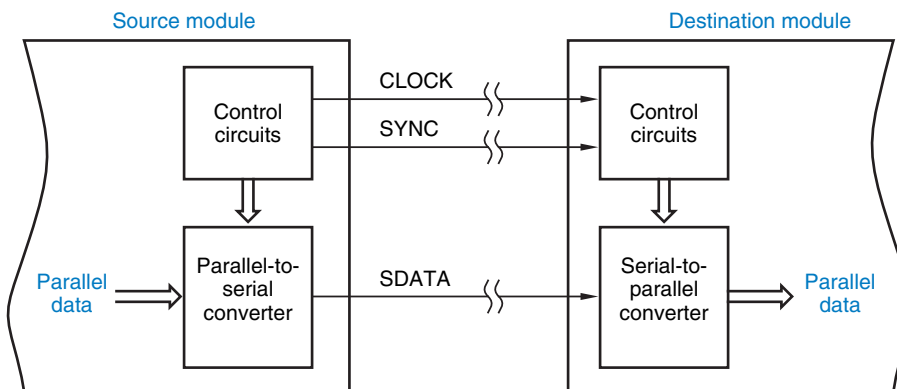 Source module
Destination module
Control
circuits
CLOCK
SYNC
Control
circuits
Parallel
data
Parallel-to-
serial
converter
SDATA
Serial-to-
parallel
converter
Parallel
data